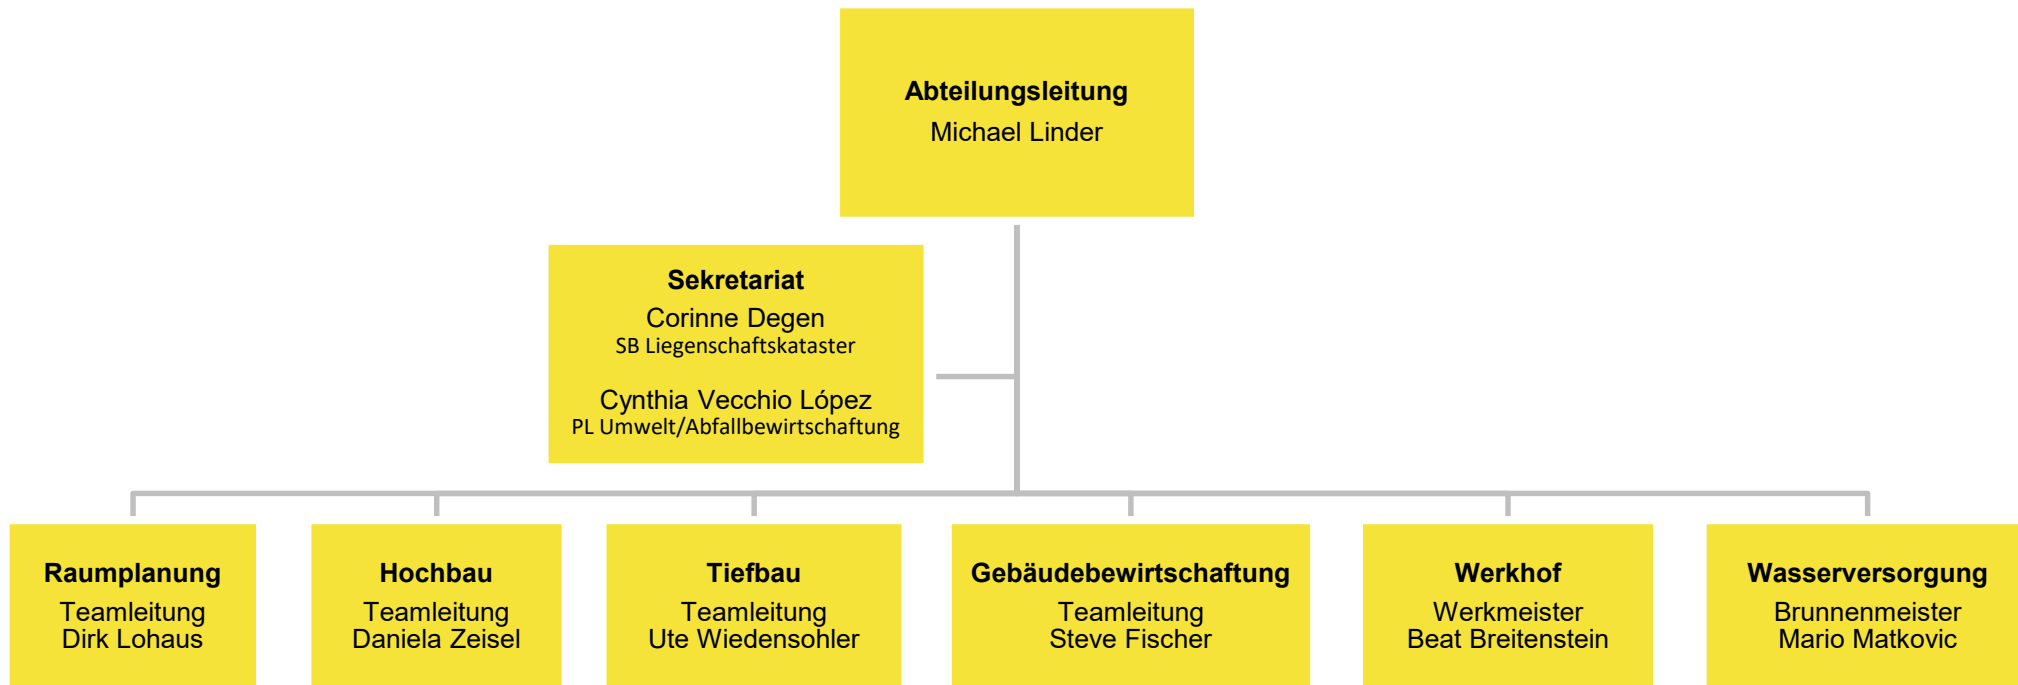 Abteilungsleitung
Michael Linder
Sekretariat
Corinne Degen
SB Liegenschaftskataster
Cynthia Vecchio López
PL Umwelt/Abfallbewirtschaftung
Raumplanung
Teamleitung
Dirk Lohaus
Hochbau
Teamleitung
Daniela Zeisel
Tiefbau
Teamleitung
Ute Wiedensohler
Gebäudebewirtschaftung
Teamleitung
Steve Fischer
Werkhof
Werkmeister
Beat Breitenstein
Wasserversorgung
Brunnenmeister
Mario Matkovic